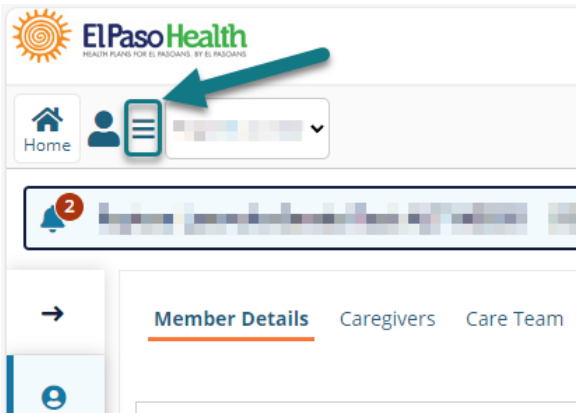 El Paso Health
HEALTH PLANS FOR EL PASOANS. BY EL PASOANS
Home
2
Member Details Caregivers Care Team